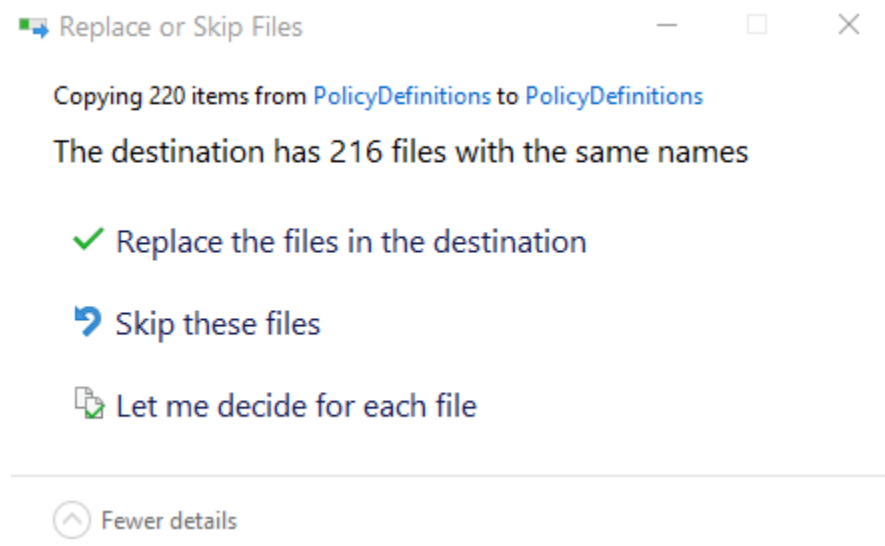 Replace or Skip Files
Copying 220 items from PolicyDefinitions to PolicyDefinitions
The destination has 216 files with the same names
Replace the files in the destination
Skip these files
Let me decide for each file
Fewer details